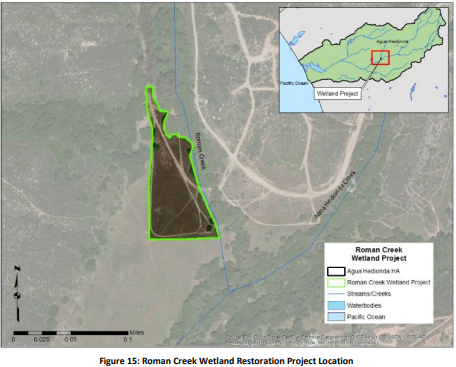 Agua Hedionda
Pacific Ocean
Wetland Project
Roman Creek
Agua Hedionda Creek
Roman Creek
Wetland Project
Agua Hedionda HA
Roman Creek Wetland Project
Streams/Creeks
Waterbodies
Pacific Ocean
N
Miles
0 0.025 0.05 0.1
Figure 15: Roman Creek Wetland Restoration Project Location